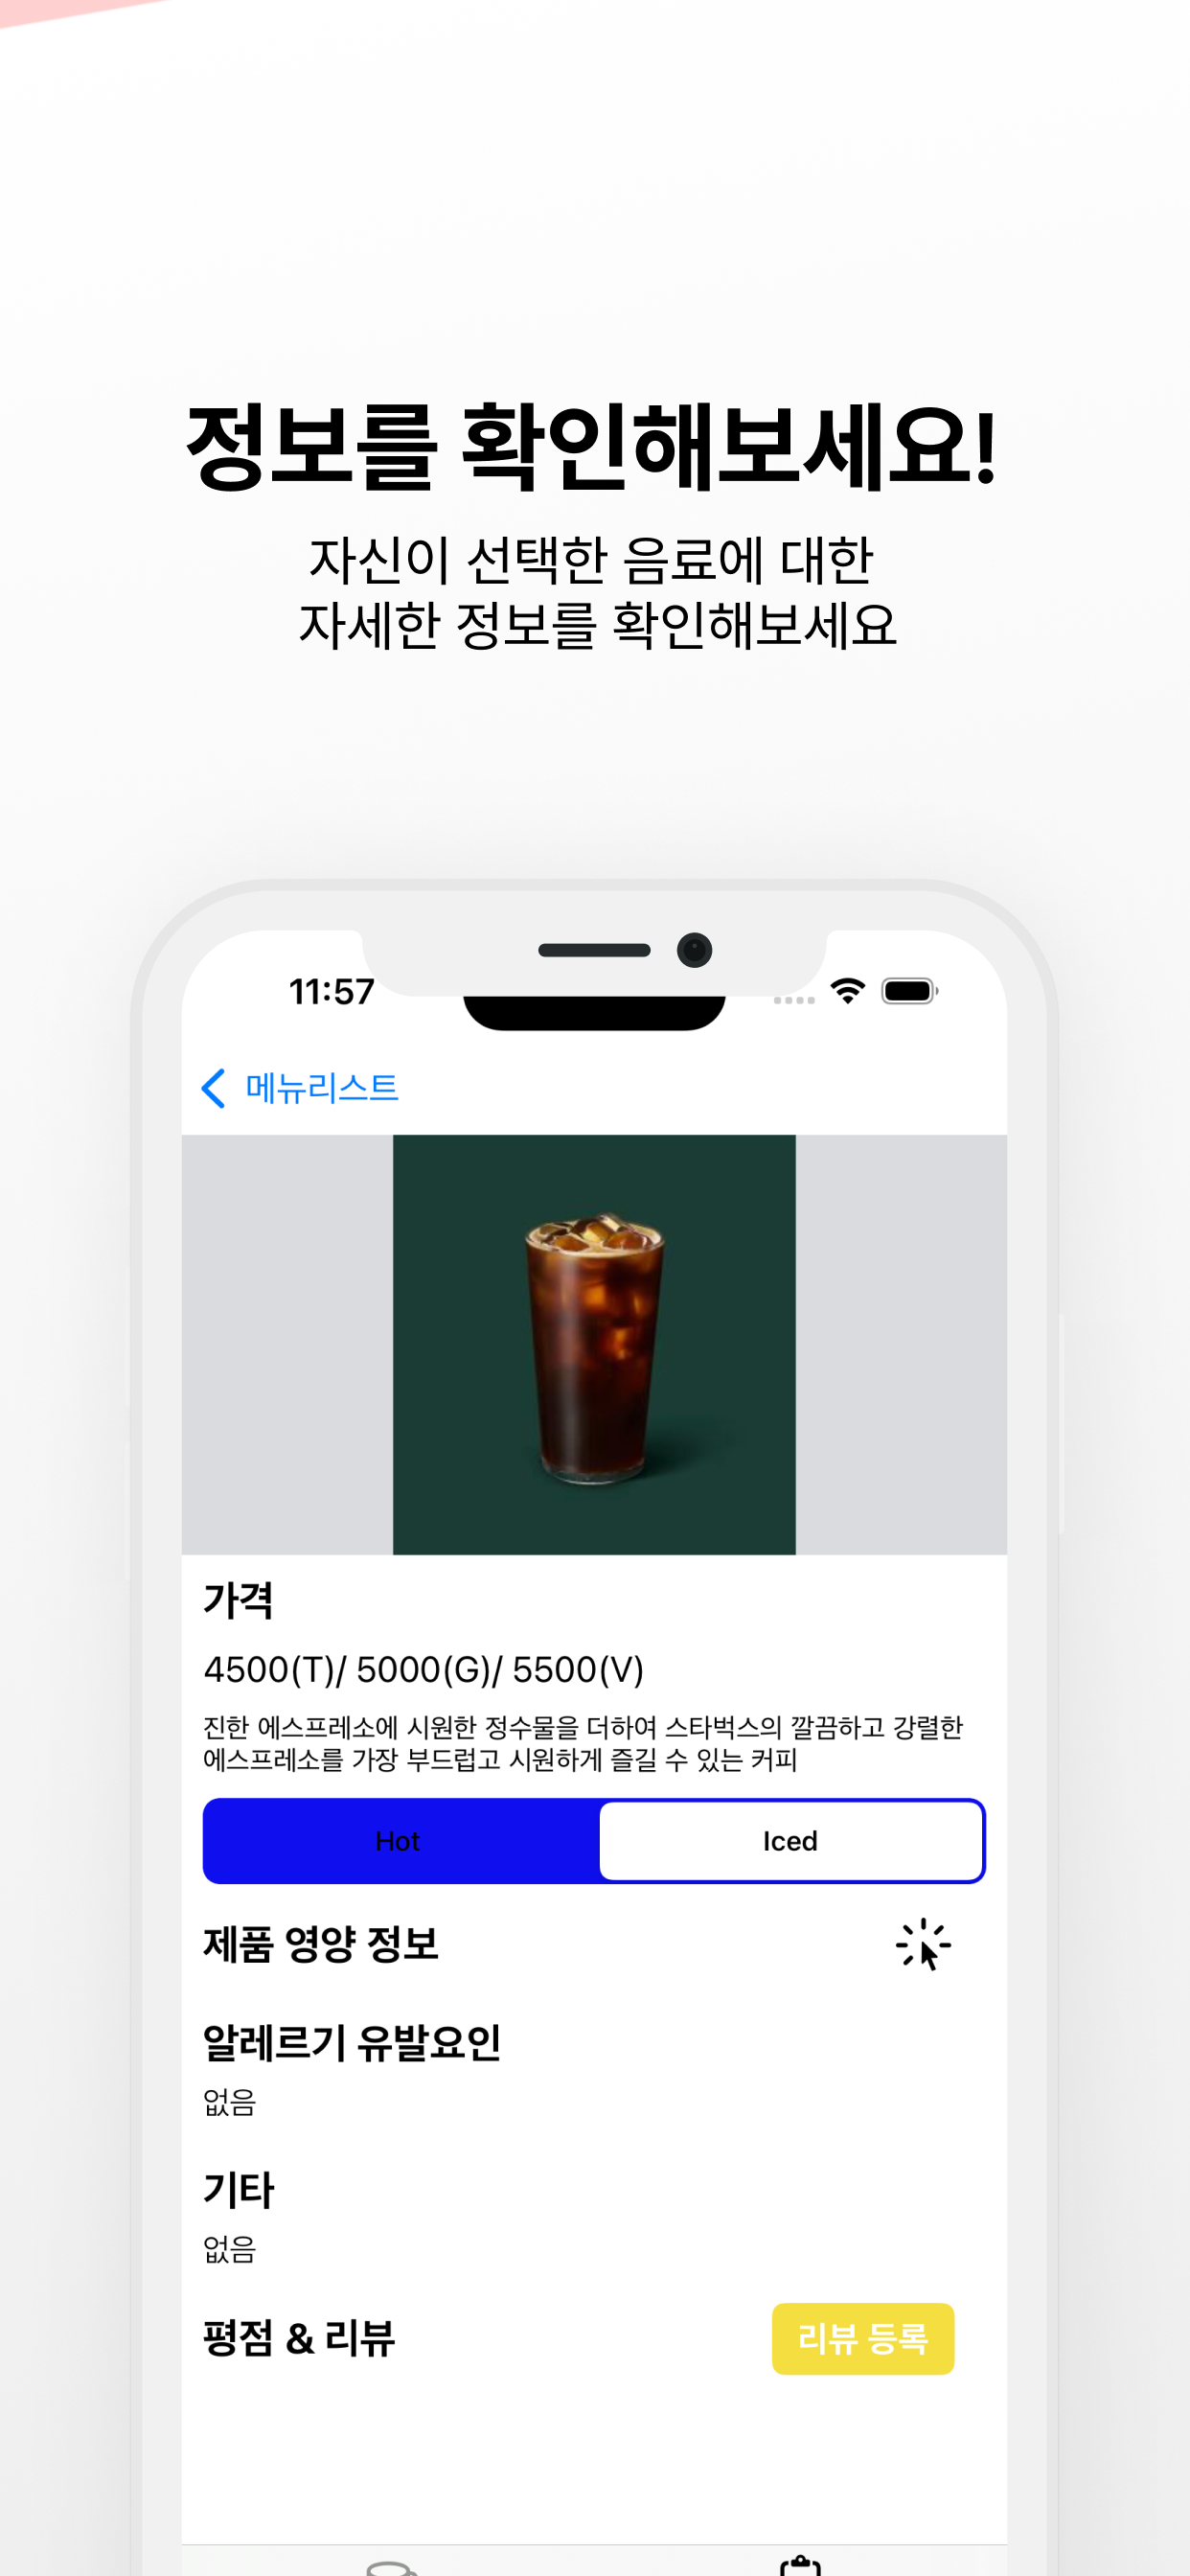 정보를 확인해보세요!
자신이 선택한 음료에 대한
자세한 정보를 확인해보세요
11:57
메뉴리스트
가격
4500(T)/ 5000(G)/ 5500(V)
진한 에스프레소에 시원한 정수물을 더하여 스타벅스의 깔끔하고 강렬한
에스프레소를 가장 부드럽고 시원하게 즐길 수 있는 커피
Hot
Iced
제품 영양 정보
알레르기 유발요인
없음
기타
없음
평점 & 리뷰
리뷰 등록